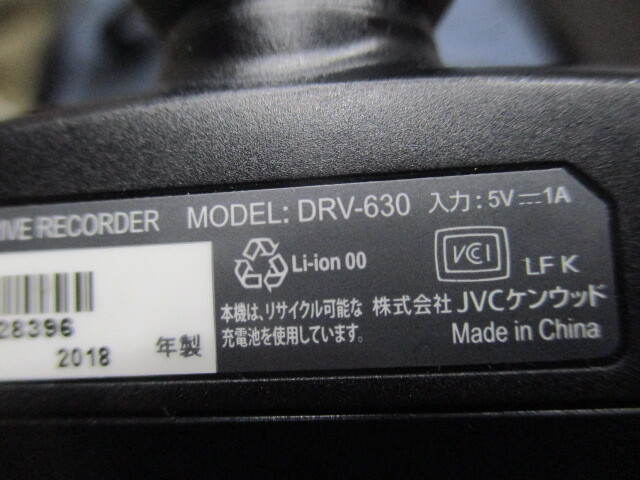 DRIVE RECORDER MODEL: DRV-630 入力:5V⎓1A
Li-ion 00
VCCI
LF K
本機は、リサイクル可能な
充電池を使用しています。
株式会社 JVCケンウッド
Made in China
28396
2018 年製